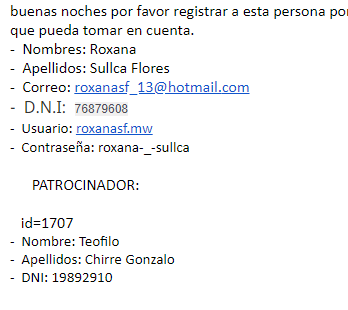 buenas noches por favor registrar a esta persona por
que pueda tomar en cuenta.
- Nombres: Roxana
- Apellidos: Sullca Flores
- Correo: roxanasf_13@hotmail.com
- D.N.I: 76879608
- Usuario: roxanasf.mw
- Contraseña: roxana-_-sullca
PATROCINADOR:
id=1707
- Nombre: Teofilo
- Apellidos: Chirre Gonzalo
- DNI: 19892910